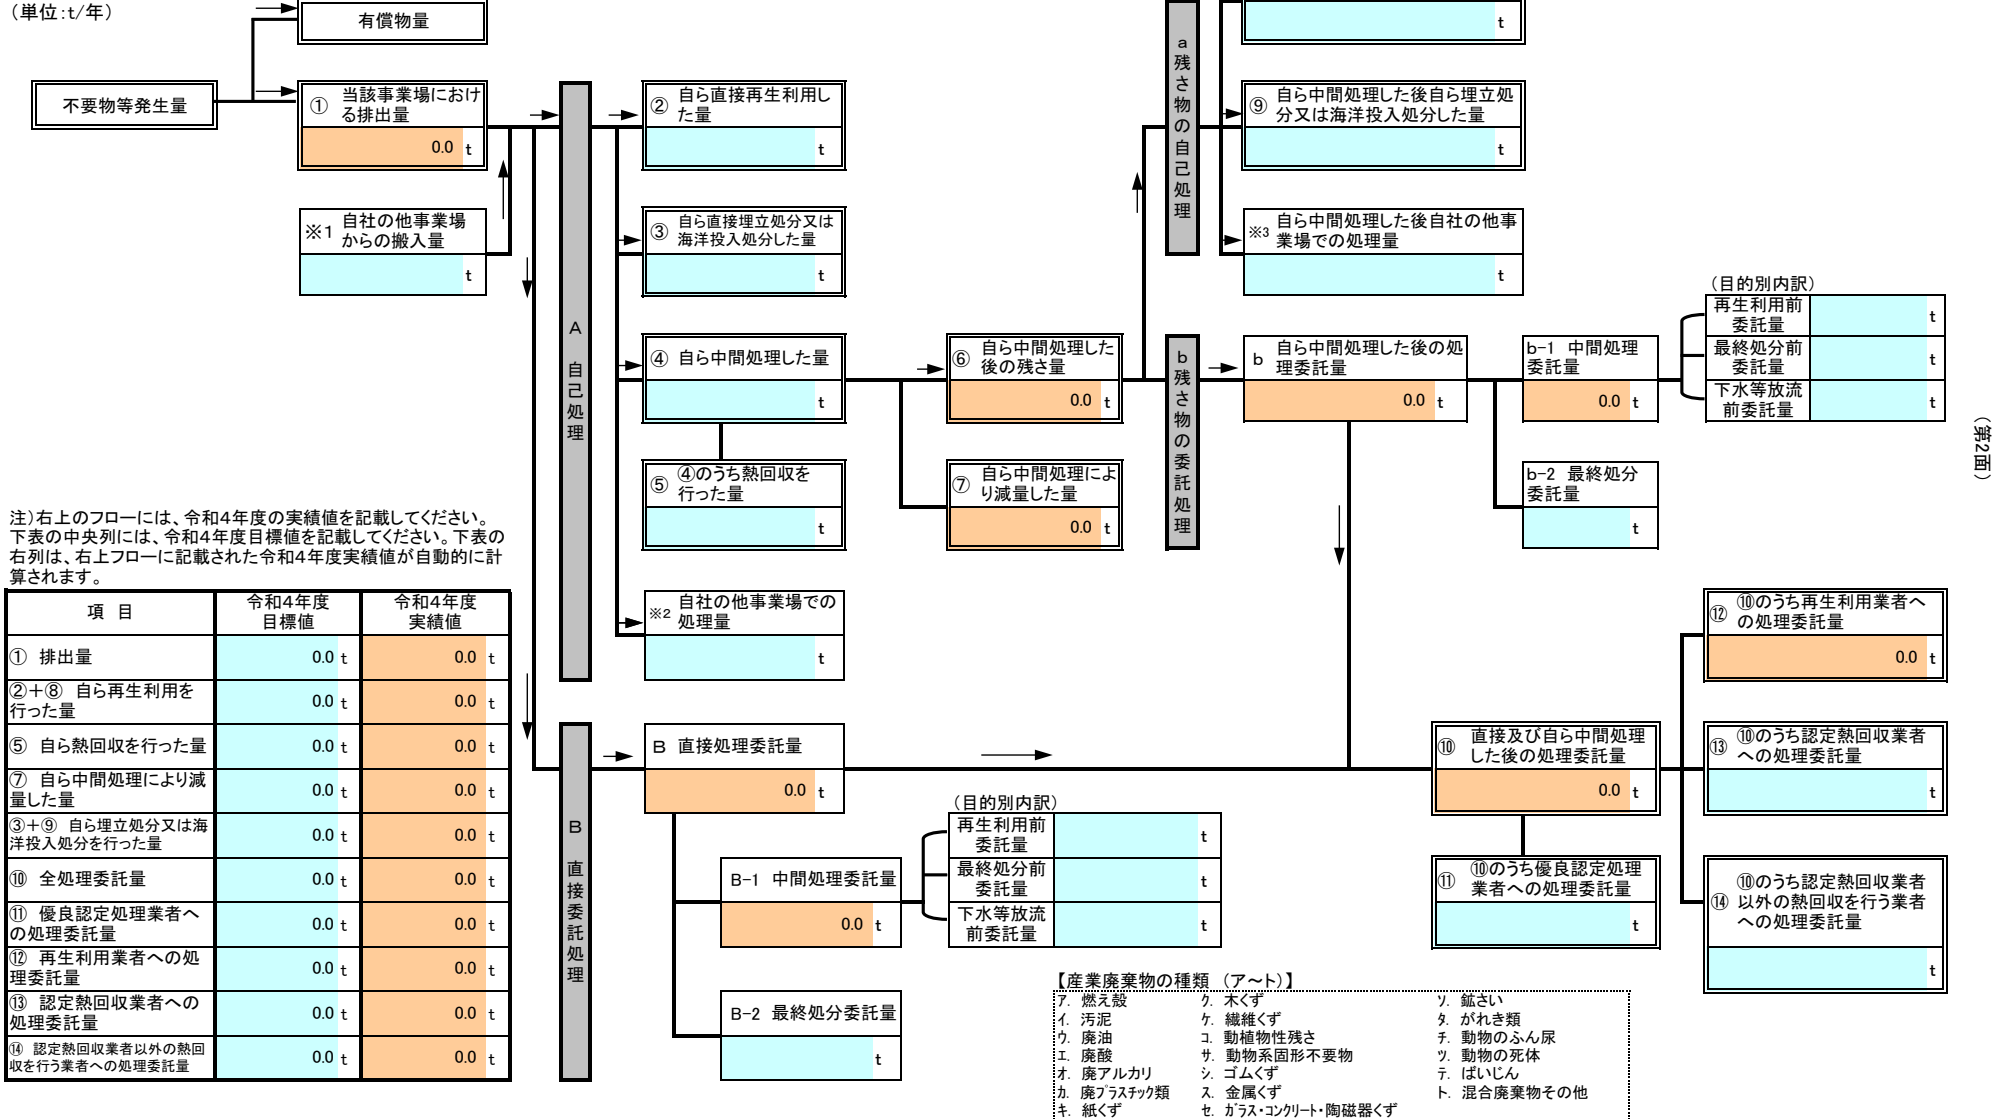 （単位:t/年）
有償物量
不要物等発生量
① 当該事業場におけ
る排出量
0.0 t
※1 自社の他事業場
からの搬入量
t
A 自己処理
② 自ら直接再生利用し
た量
t
③ 自ら直接埋立処分又は
海洋投入処分した量
t
④ 自ら中間処理した量
t
⑤ ④のうち熱回収を
行った量
t
※2 自社の他事業場での
処理量
t
⑥ 自ら中間処理した
後の残さ量
0.0 t
⑦ 自ら中間処理によ
り減量した量
0.0 t
a残さ物の自己処理
t
⑨ 自ら中間処理した後自ら埋立処
分又は海洋投入処分した量
t
※3 自ら中間処理した後自社の他事
業場での処理量
t
b残さ物の委託処理
b 自ら中間処理した後の処
理委託量
0.0 t
b-1 中間処理
委託量
0.0 t
b-2 最終処分
委託量
t
（目的別内訳）
再生利用前
委託量
t
最終処分前
委託量
t
下水等放流
前委託量
t
（第2面）
注）右上のフローには、令和4年度の実績値を記載してください。
下表の中央列には、令和4年度目標値を記載してください。下表の
右列は、右上フローに記載された令和4年度実績値が自動的に計
算されます。
項 目
令和4年度
目標値
令和4年度
実績値
① 排出量
0.0 t 0.0 t
②＋⑧ 自ら再生利用を
行った量
0.0 t 0.0 t
⑤ 自ら熱回収を行った量
0.0 t 0.0 t
⑦ 自ら中間処理により減
量した量
0.0 t 0.0 t
③＋⑨ 自ら埋立処分又は海
洋投入処分を行った量
0.0 t 0.0 t
⑩ 全処理委託量
0.0 t 0.0 t
⑪ 優良認定処理業者へ
の処理委託量
0.0 t 0.0 t
⑫ 再生利用業者への処
理委託量
0.0 t 0.0 t
⑬ 認定熱回収業者への
処理委託量
0.0 t 0.0 t
⑭ 認定熱回収業者以外の熱回
収を行う業者への処理委託量
0.0 t 0.0 t
B 直接委託処理
B 直接処理委託量
0.0 t
B-1 中間処理委託量
0.0 t
B-2 最終処分委託量
t
（目的別内訳）
再生利用前
委託量
t
最終処分前
委託量
t
下水等放流
前委託量
t
⑩ 直接及び自ら中間処理
した後の処理委託量
0.0 t
⑪ ⑩のうち優良認定処理
業者への処理委託量
t
⑫ ⑩のうち再生利用業者へ
の処理委託量
0.0 t
⑬ ⑩のうち認定熱回収業者
への処理委託量
t
⑭ ⑩のうち認定熱回収業者
以外の熱回収を行う業者
への処理委託量
t
【産業廃棄物の種類 （ア～ト）】
ア. 燃え殻 ク. 木くず ソ. 鉱さい
イ. 汚泥 ケ. 繊維くず タ. がれき類
ウ. 廃油 コ. 動植物性残さ チ. 動物のふん尿
エ. 廃酸 サ. 動物系固形不要物 ツ. 動物の死体
オ. 廃アルカリ シ. ゴムくず テ. ばいじん
カ. 廃プラスチック類 ス. 金属くず ト. 混合廃棄物その他
キ. 紙くず セ. ガラス・コンクリート・陶磁器くず